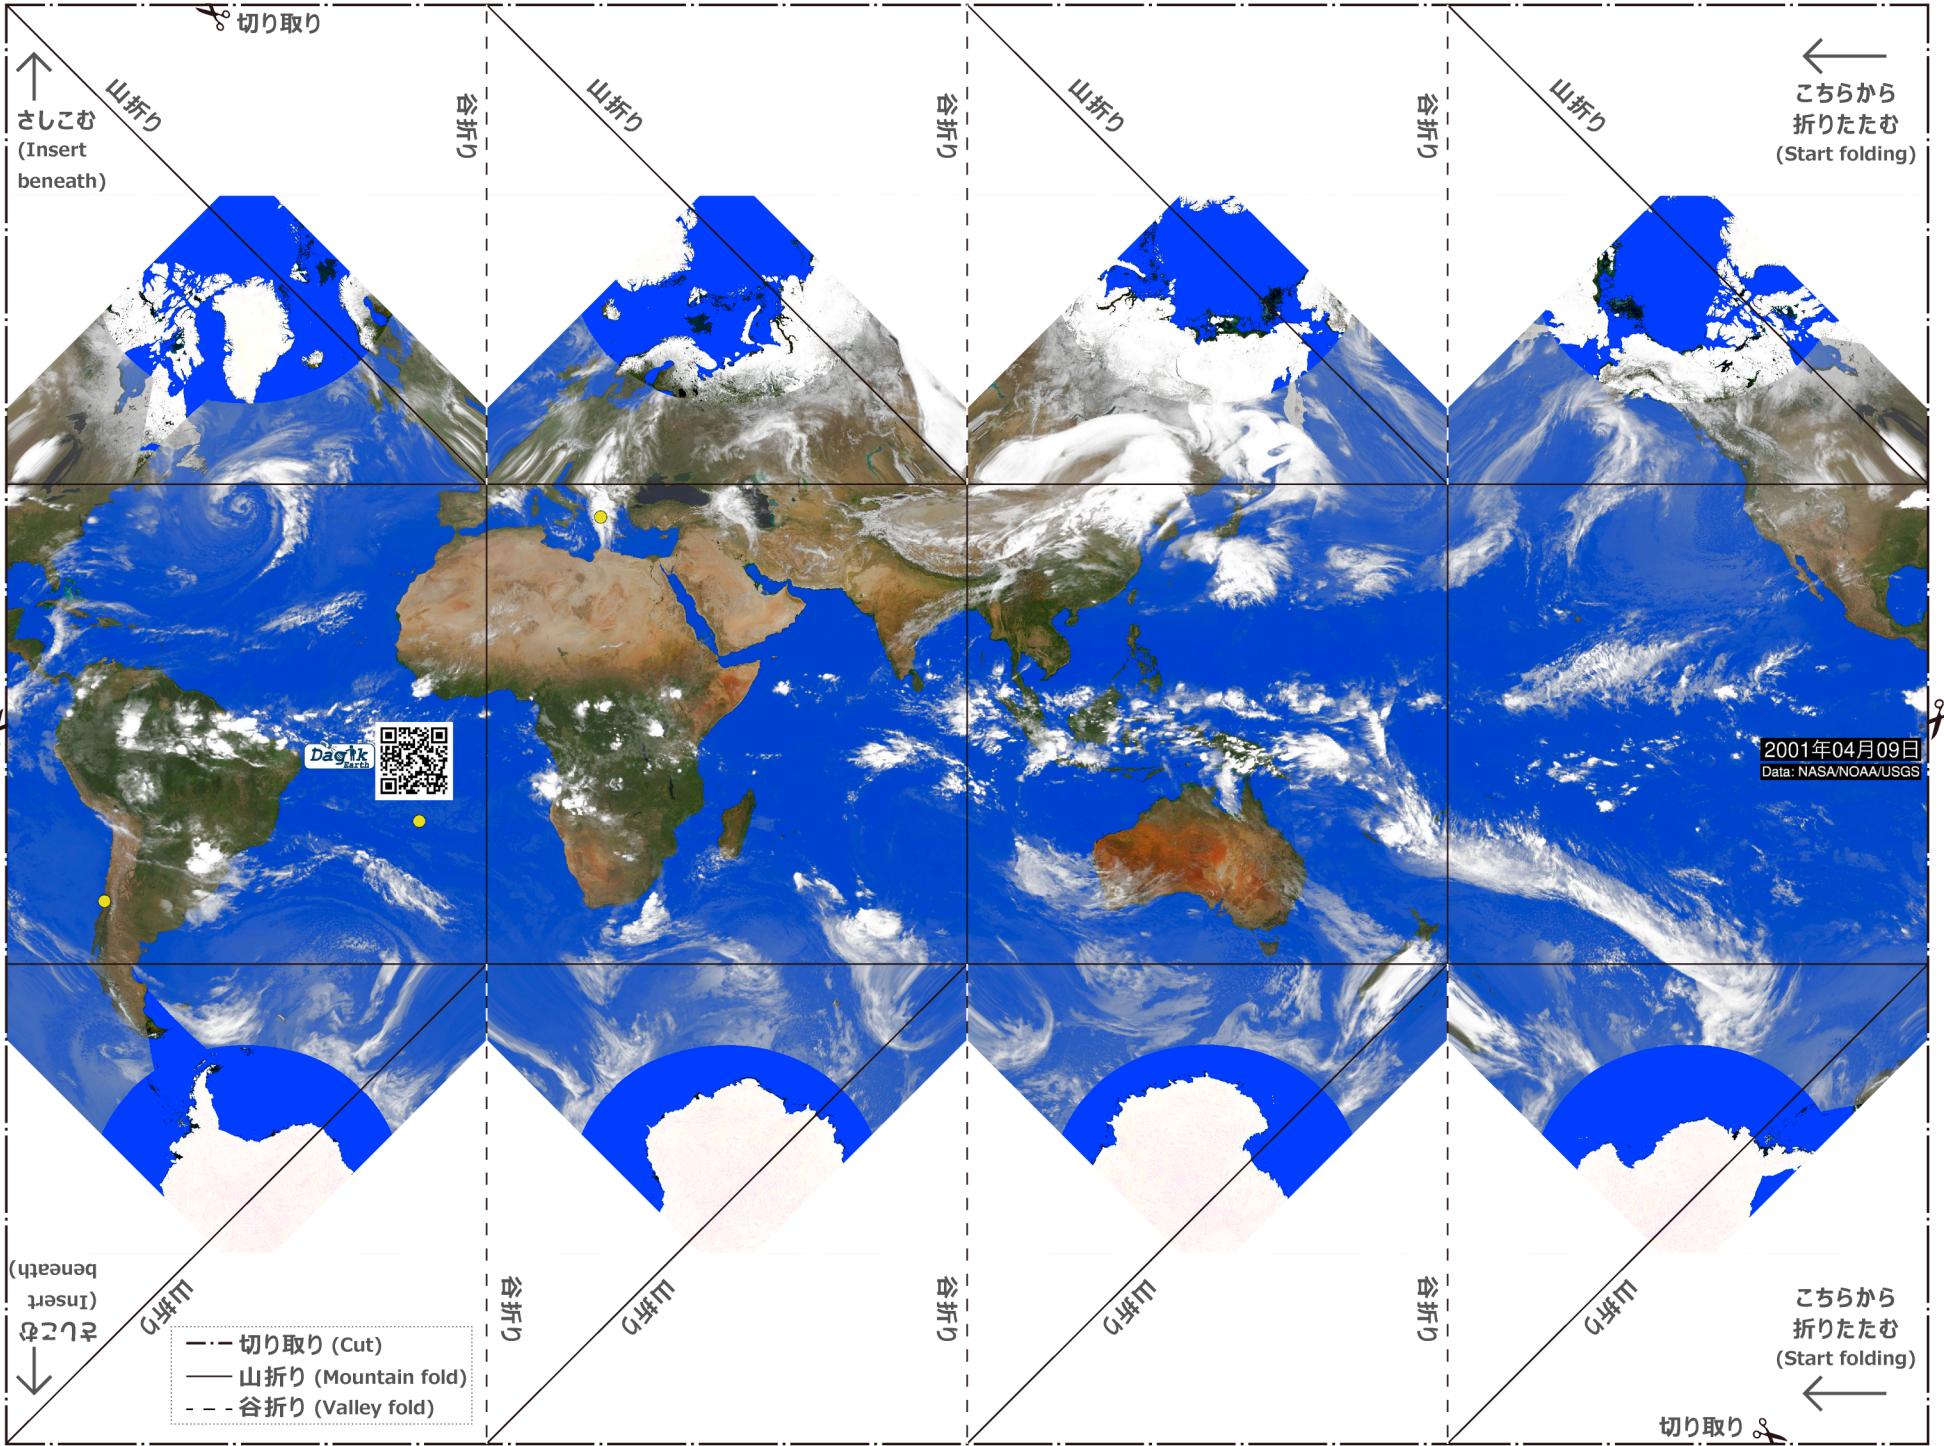 切り取り
山折り
谷折り
山折り
谷折り
山折り
谷折り
山折り
さしこむ
(Insert
beneath)
こちらから
折りたたむ
(Start folding)
Dagik
Earth
2001年04月09日
Data: NASA/NOAA/USGS
さしこむ
(Insert
beneath)
山折り
谷折り
山折り
谷折り
山折り
谷折り
山折り
切り取り (Cut)
山折り (Mountain fold)
谷折り (Valley fold)
こちらから
折りたたむ
(Start folding)
切り取り